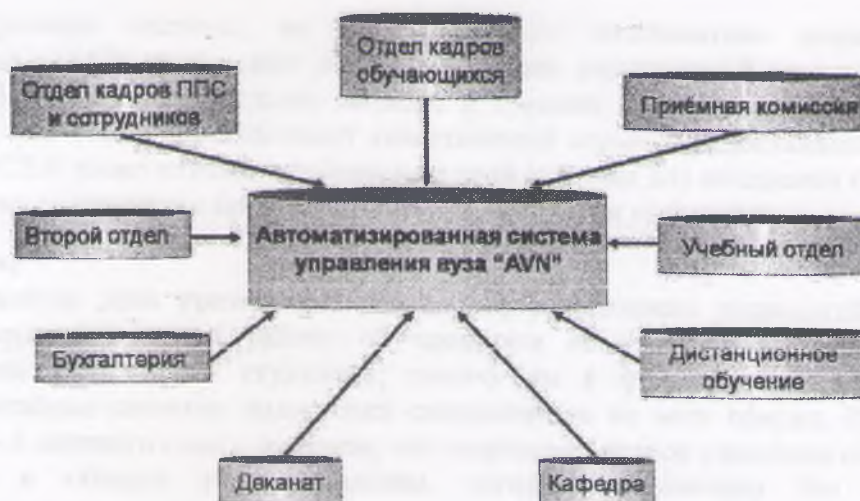 Отдел кадров
обучающихся
Отдел кадров ППС
и сотрудников
Приёмная комиссия
Второй отдел
Автоматизированная система
управления вуза "AVN"
Учебный отдел
Бухгалтерия
Дистанционное
обучение
Деканат
Кафедра